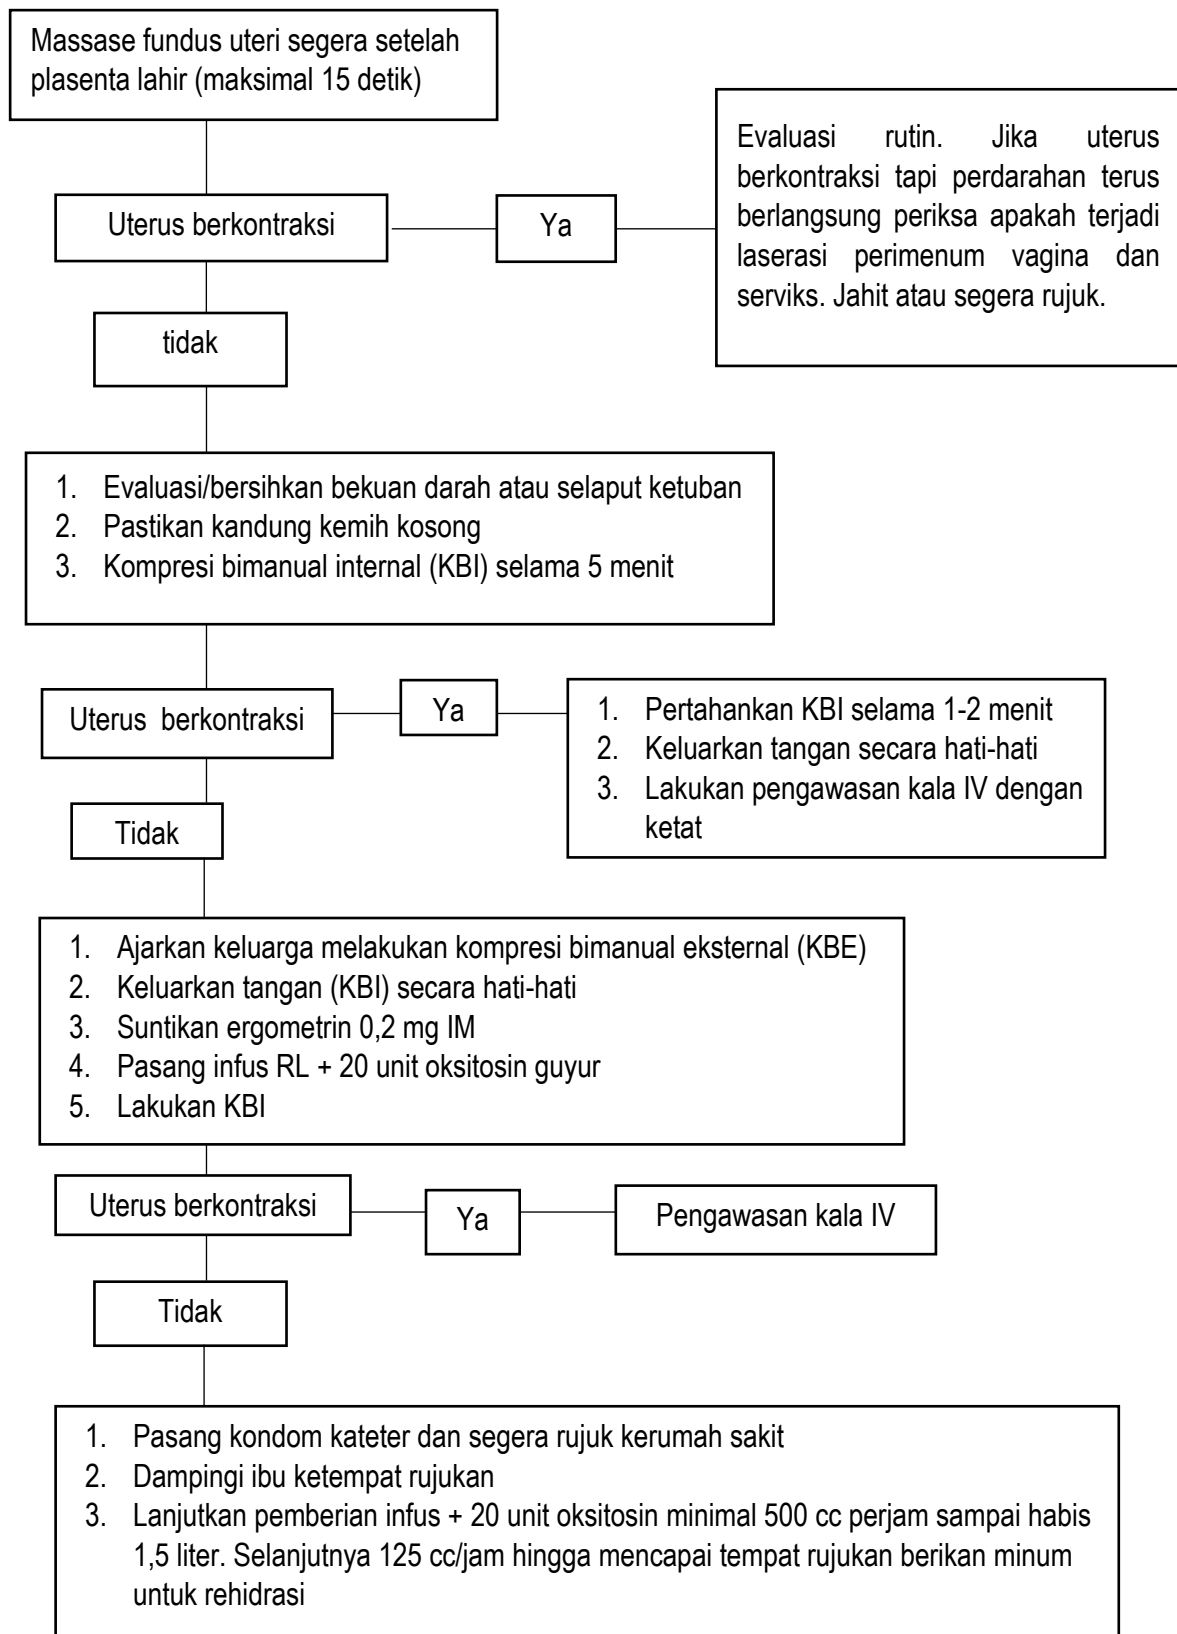 Massase fundus uteri segera setelah
plasenta lahir (maksimal 15 detik)
Evaluasi rutin. Jika uterus
berkontraksi tapi perdarahan terus
berlangsung periksa apakah terjadi
laserasi perimenum vagina dan
serviks. Jahit atau segera rujuk.
Uterus berkontraksi
Ya
tidak
1. Evaluasi/bersihkan bekuan darah atau selaput ketuban
2. Pastikan kandung kemih kosong
3. Kompresi bimanual internal (KBI) selama 5 menit
Uterus berkontraksi
Ya
1. Pertahankan KBI selama 1-2 menit
2. Keluarkan tangan secara hati-hati
3. Lakukan pengawasan kala IV dengan
ketat
Tidak
1. Ajarkan keluarga melakukan kompresi bimanual eksternal (KBE)
2. Keluarkan tangan (KBI) secara hati-hati
3. Suntikan ergometrin 0,2 mg IM
4. Pasang infus RL + 20 unit oksitosin guyur
5. Lakukan KBI
Uterus berkontraksi
Ya
Pengawasan kala IV
Tidak
1. Pasang kondom kateter dan segera rujuk kerumah sakit
2. Dampingi ibu ketempat rujukan
3. Lanjutkan pemberian infus + 20 unit oksitosin minimal 500 cc perjam sampai habis
1,5 liter. Selanjutnya 125 cc/jam hingga mencapai tempat rujukan berikan minum
untuk rehidrasi